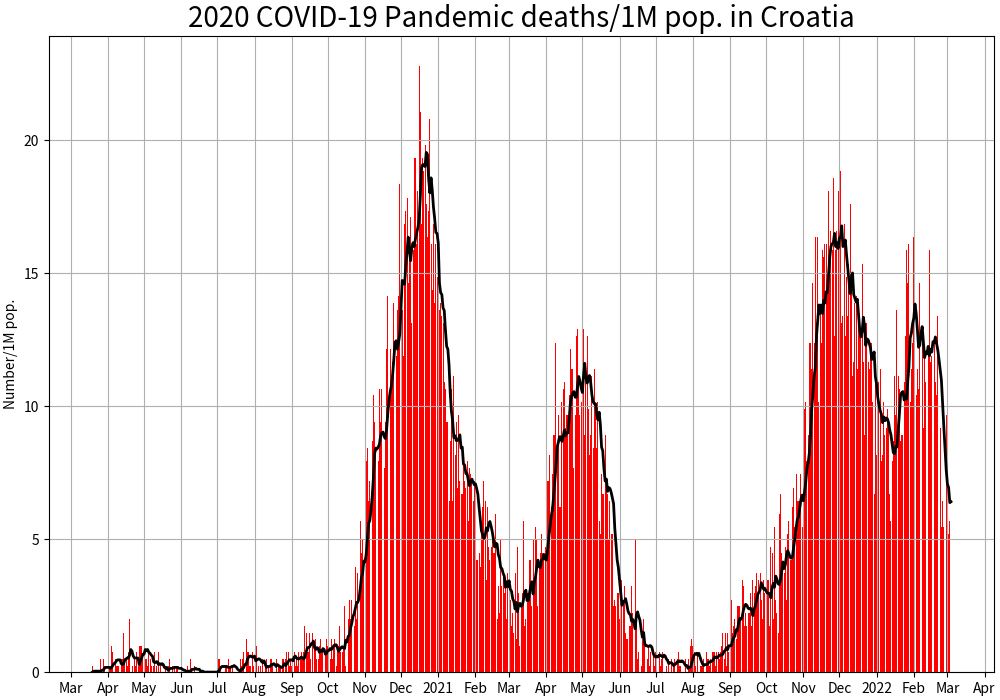 2020 COVID-19 Pandemic deaths/1M pop. in Croatia
Number/1M pop.
20
15
10
5
0
Mar Apr May Jun Jul Aug Sep Oct Nov Dec 2021 Feb Mar Apr May Jun Jul Aug Sep Oct Nov Dec 2022 Feb Mar Apr